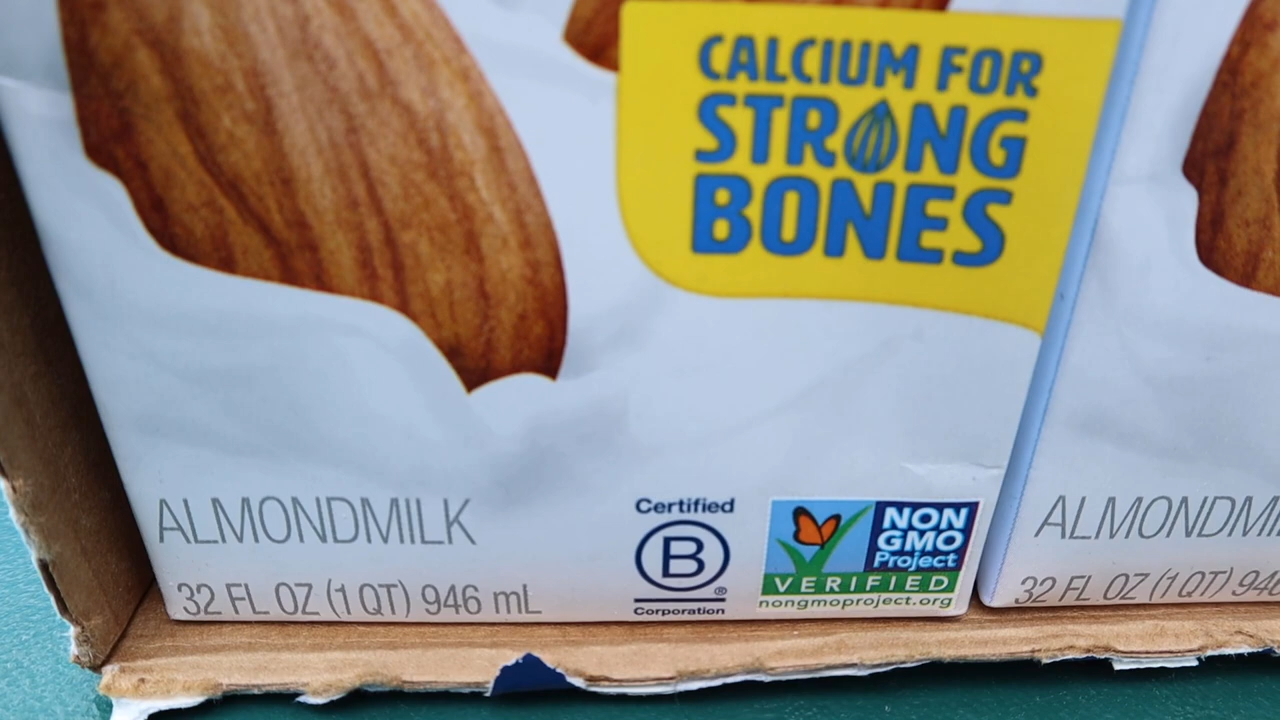 CALCIUM FOR
STRONG
BONES
ALMONDMILK
32 FL OZ (1 QT) 946 mL
Certified
B
®
Corporation
NON
GMO
Project
VERIFIED
nongmoproject.org
ALMONDMI
32 FL OZ (1 QT) 946